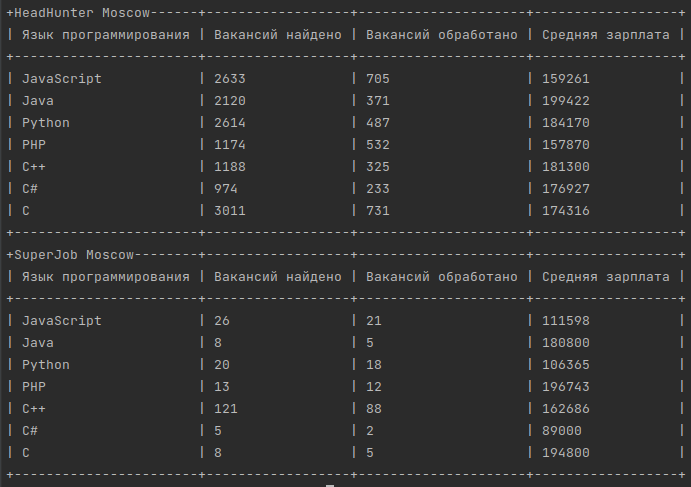 +HeadHunter Moscow------+------------------+---------------------+-----------------+
| Язык программирования | Вакансий найдено | Вакансий обработано | Средняя зарплата |
+-----------------------+------------------+---------------------+------------------+
| JavaScript            | 2633             | 705                 | 159261           |
| Java                  | 2120             | 371                 | 199422           |
| Python                | 2614             | 487                 | 184170           |
| PHP                   | 1174             | 532                 | 157870           |
| C++                   | 1188             | 325                 | 181300           |
| C#                    | 974              | 233                 | 176927           |
| C                     | 3011             | 731                 | 174316           |
+-----------------------+------------------+---------------------+------------------+
+SuperJob Moscow--------+------------------+---------------------+------------------+
| Язык программирования | Вакансий найдено | Вакансий обработано | Средняя зарплата |
+-----------------------+------------------+---------------------+------------------+
| JavaScript            | 26               | 21                  | 111598           |
| Java                  | 8                | 5                   | 180800           |
| Python                | 20               | 18                  | 106365           |
| PHP                   | 13               | 12                  | 196743           |
| C++                   | 121              | 88                  | 162686           |
| C#                    | 5                | 2                   | 89000            |
| C                     | 8                | 5                   | 194800           |
+-----------------------+------------------+---------------------+------------------+